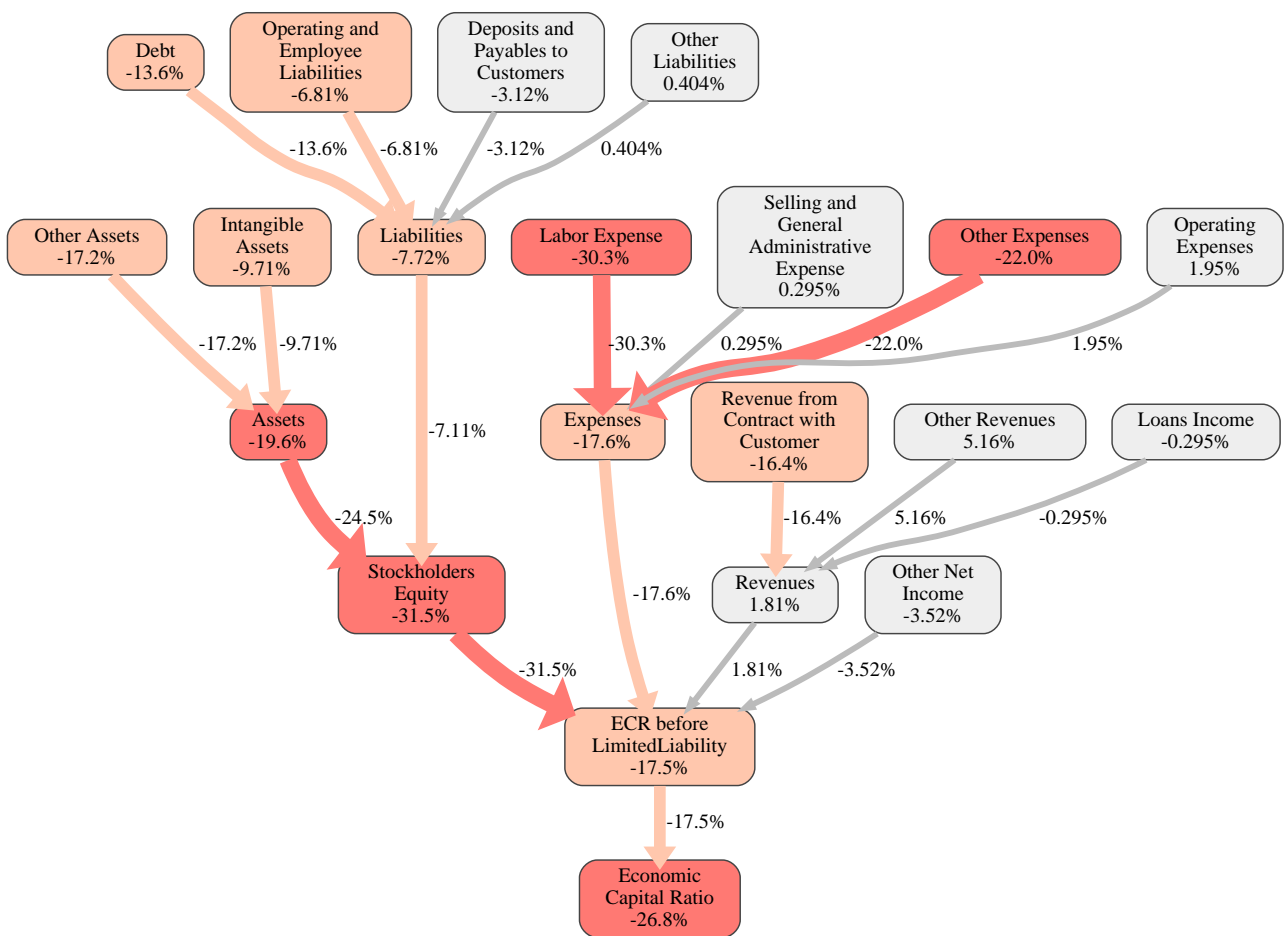 Debt
-13.6%
Operating and
Employee
Liabilities
-6.81%
Deposits and
Payables to
Customers
-3.12%
Other
Liabilities
0.404%
-13.6%
-6.81%
-3.12%
0.404%
Other Assets
-17.2%
Intangible
Assets
-9.71%
Liabilities
-7.72%
Labor Expense
-30.3%
Selling and
General
Administrative
Expense
0.295%
Other Expenses
-22.0%
Operating
Expenses
1.95%
-17.2%
-9.71%
-30.3%
0.295%
-22.0%
1.95%
Assets
-19.6%
-7.11%
Expenses
-17.6%
Revenue from
Contract with
Customer
-16.4%
Other Revenues
5.16%
Loans Income
-0.295%
-24.5%
-16.4%
5.16%
-0.295%
Stockholders
Equity
-31.5%
-17.6%
Revenues
1.81%
Other Net
Income
-3.52%
-31.5%
1.81%
-3.52%
ECR before
LimitedLiability
-17.5%
-17.5%
Economic
Capital Ratio
-26.8%